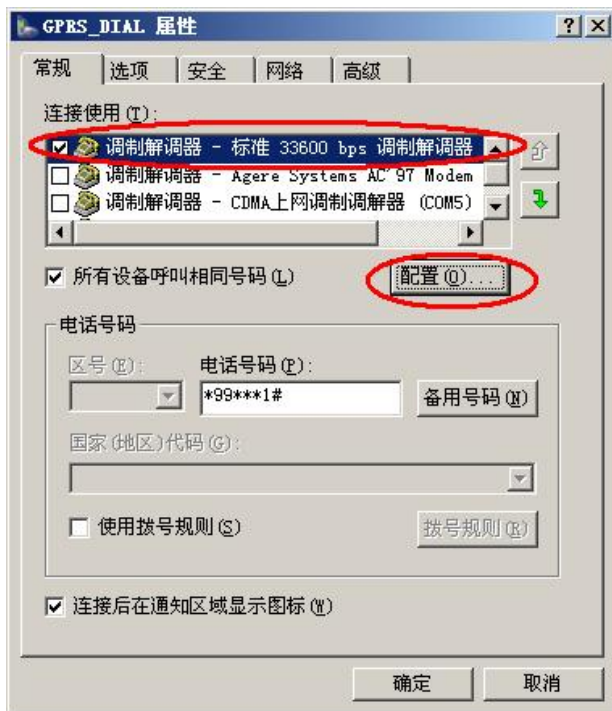 GPRS_DIAL 属性
常规 选项 安全 网络 高级
连接使用(T):
调制解调器 - 标准 33600 bps 调制解调器
调制解调器 - Agere Systems AC'97 Modem
调制解调器 - CDMA上网调制调解器 (COM5)
所有设备呼叫相同号码(L) 配置(O)...
电话号码
区号(E): 电话号码(P):
*99***1# 备用号码(N)
国家(地区)代码(G):
使用拨号规则(S) 拨号规则(R)
连接后在通知区域显示图标(W)
确定 取消